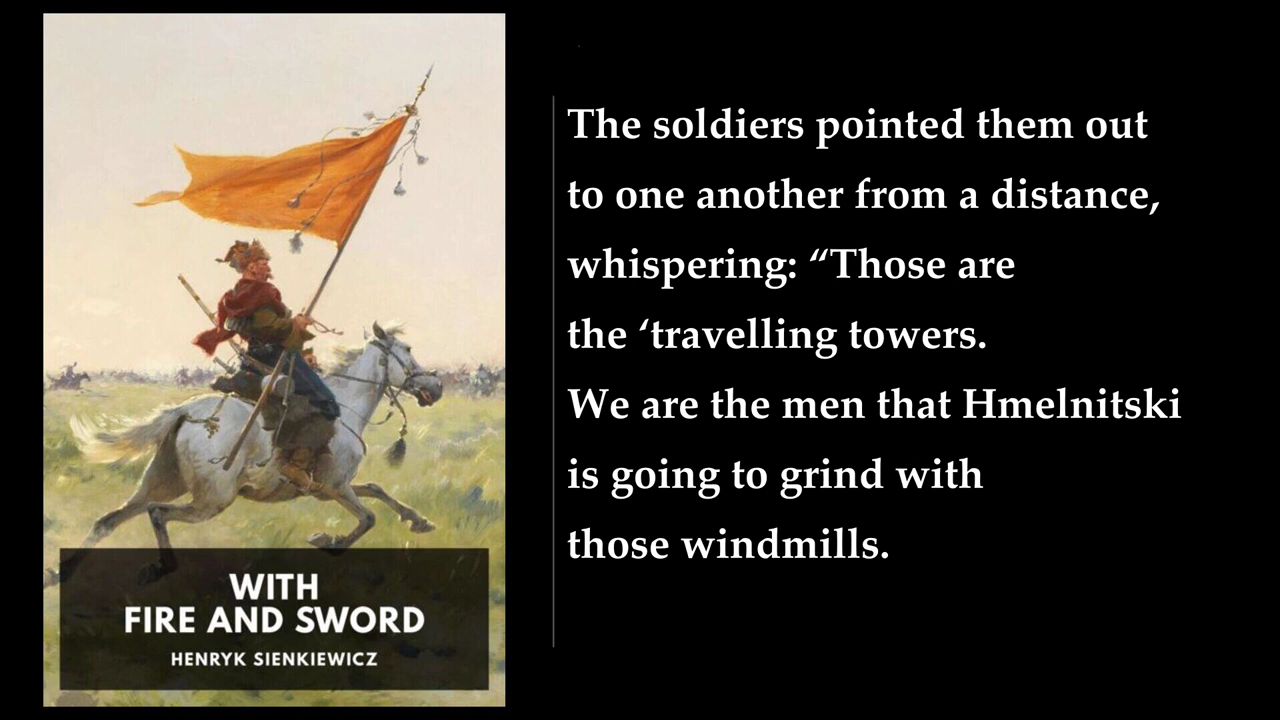 WITH
FIRE AND SWORD
HENRYK SIENKIEWICZ
The soldiers pointed them out
to one another from a distance,
whispering: “Those are
the ‘travelling towers.
We are the men that Hmelnitski
is going to grind with
those windmills.